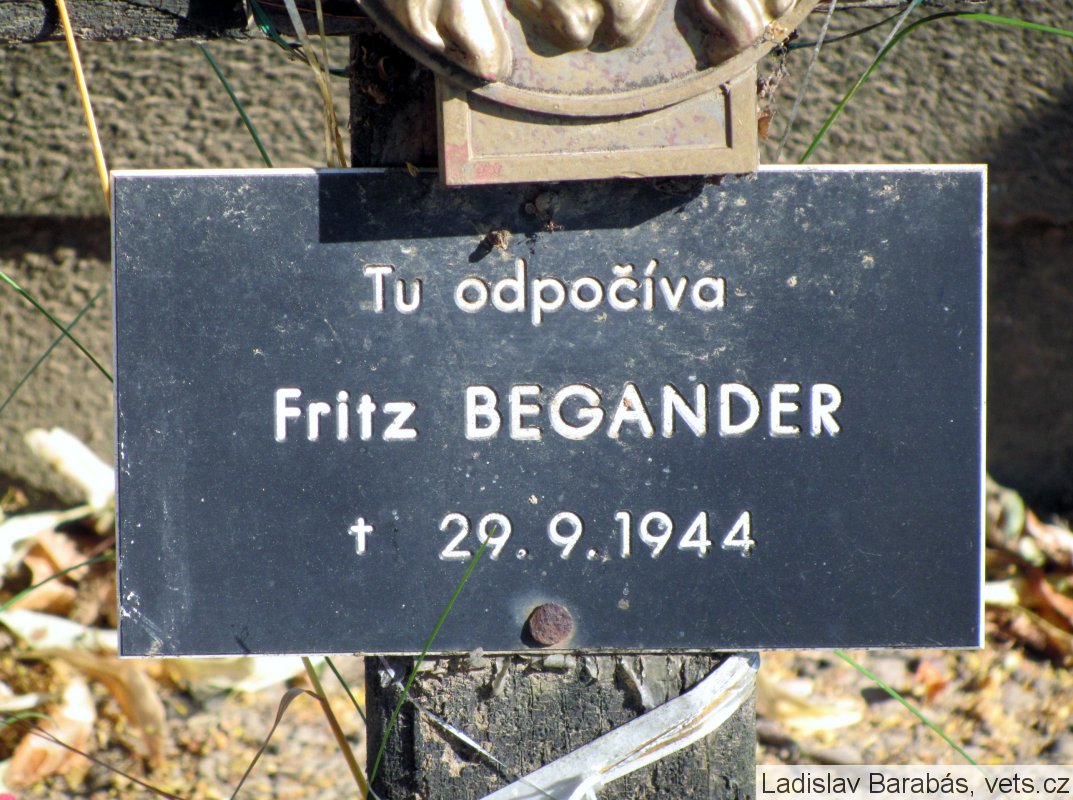 Tu odpočíva
Fritz BEGANDER
† 29. 9. 1944
Ladislav Barabás, vets.cz